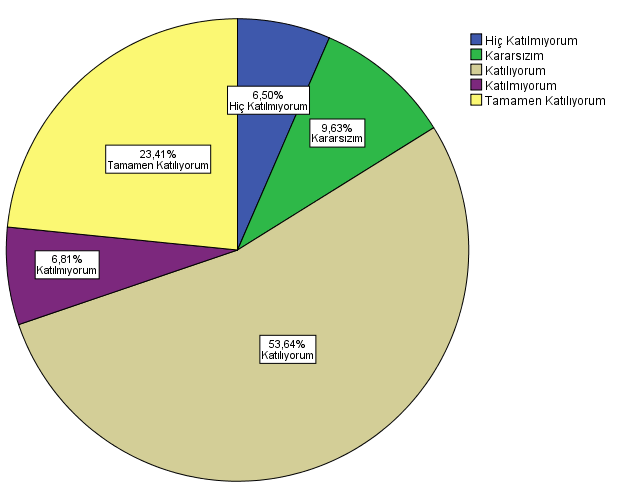 6,50%
Hiç Katılmıyorum
9,63%
Kararsızım
23,41%
Tamamen Katılıyorum
6,81%
Katılmıyorum
53,64%
Katılıyorum
Hiç Katılmıyorum
Kararsızım
Katılıyorum
Katılmıyorum
Tamamen Katılıyorum